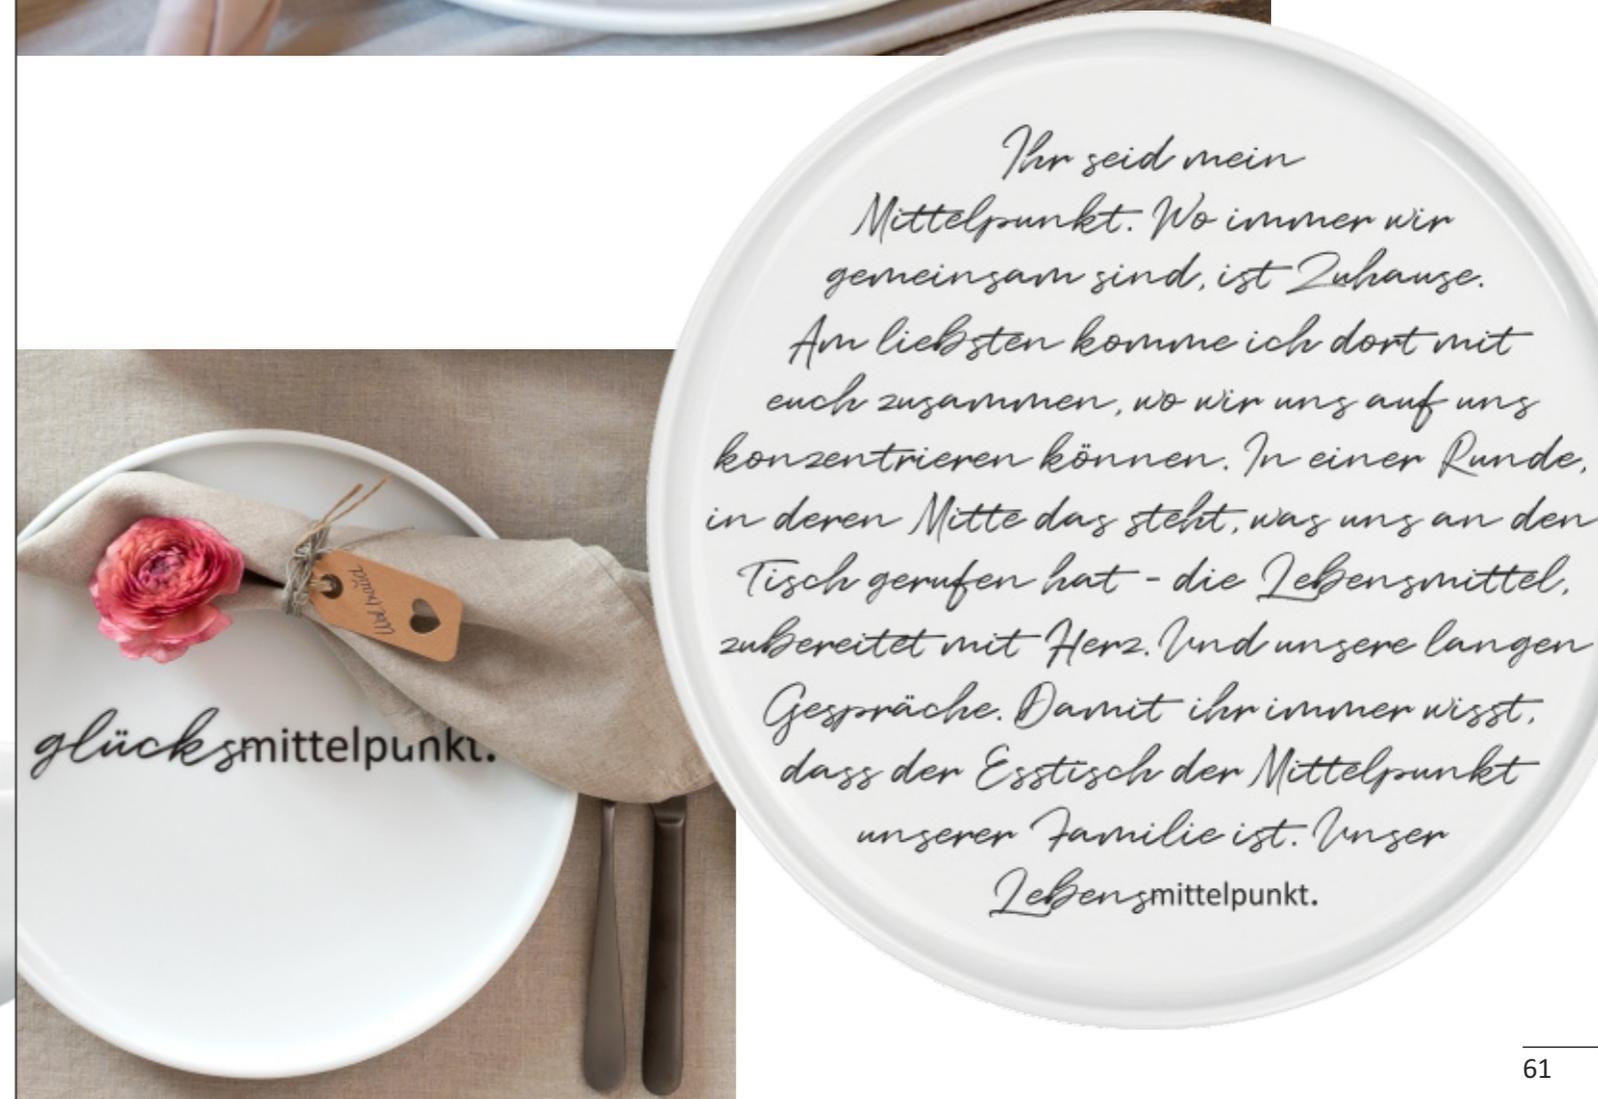 Ihr seid mein
Mittelpunkt. Wo immer wir
gemeinsam sind, ist Zuhause.
Am liebsten komme ich dort mit
euch zusammen, wo wir uns auf uns
konzentrieren können. In einer Runde,
in deren Mitte das steht, was uns an den
Tisch gerufen hat - die Lebensmittel,
zubereitet mit Herz. Und unsere langen
Gespräche. Damit ihr immer wisst,
dass der Esstisch der Mittelpunkt
unserer Familie ist. Unser
Lebensmittelpunkt.
glücksmittelpunkt.
61